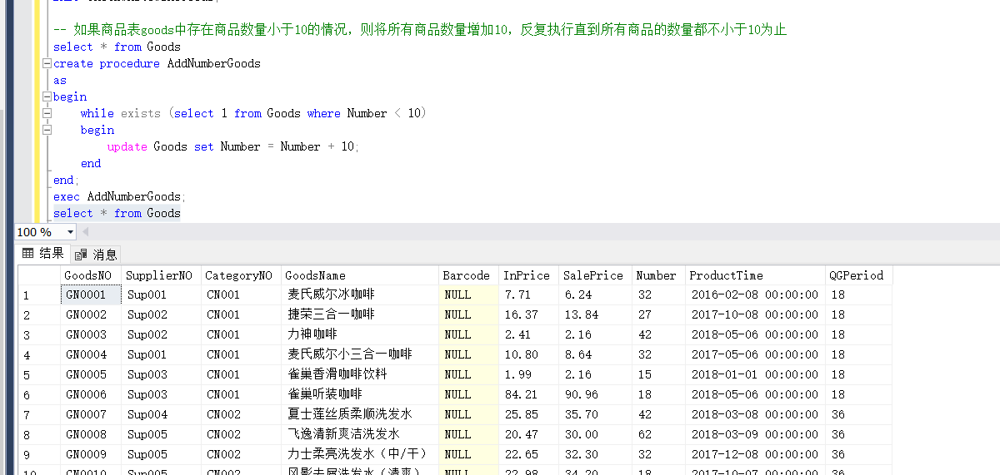 -- 如果商品表goods中存在商品数量小于10的情况，则将所有商品数量增加10，反复执行直到所有商品的数量都不小于10为止
select * from Goods
create procedure AddNumberGoods
as
begin
while exists (select 1 from Goods where Number < 10)
begin
update Goods set Number = Number + 10;
end
end;
exec AddNumberGoods;
select * from Goods
100 %
结果 消息
GoodsNO SupplierNO CategoryNO GoodsName Barcode InPrice SalePrice Number ProductTime QGPeriod
1 GN0001 Sup001 CN001 麦氏威尔冰咖啡 NULL 7.71 6.24 32 2016-02-08 00:00:00 18
2 GN0002 Sup002 CN001 捷荣三合一咖啡 NULL 16.37 13.84 27 2017-10-08 00:00:00 18
3 GN0003 Sup002 CN001 力神咖啡 NULL 2.41 2.16 42 2018-05-06 00:00:00 18
4 GN0004 Sup001 CN001 麦氏威尔小三合一咖啡 NULL 10.80 8.64 32 2017-05-06 00:00:00 18
5 GN0005 Sup003 CN001 雀巢香滑咖啡饮料 NULL 1.99 2.16 15 2018-01-01 00:00:00 18
6 GN0006 Sup003 CN001 雀巢听装咖啡 NULL 84.21 90.96 18 2018-05-06 00:00:00 18
7 GN0007 Sup004 CN002 夏士莲丝质柔顺洗发水 NULL 25.85 35.70 42 2018-03-08 00:00:00 36
8 GN0008 Sup005 CN002 飞逸清新爽洁洗发水 NULL 20.47 30.00 62 2018-03-09 00:00:00 36
9 GN0009 Sup005 CN002 力士柔亮洗发水（中/干） NULL 22.65 32.30 32 2017-12-08 00:00:00 36
10 GN0010 Sup005 CN002 风影去屑洗发水（清爽） NULL 22.98 34.20 18 2017-10-07 00:00:00 36